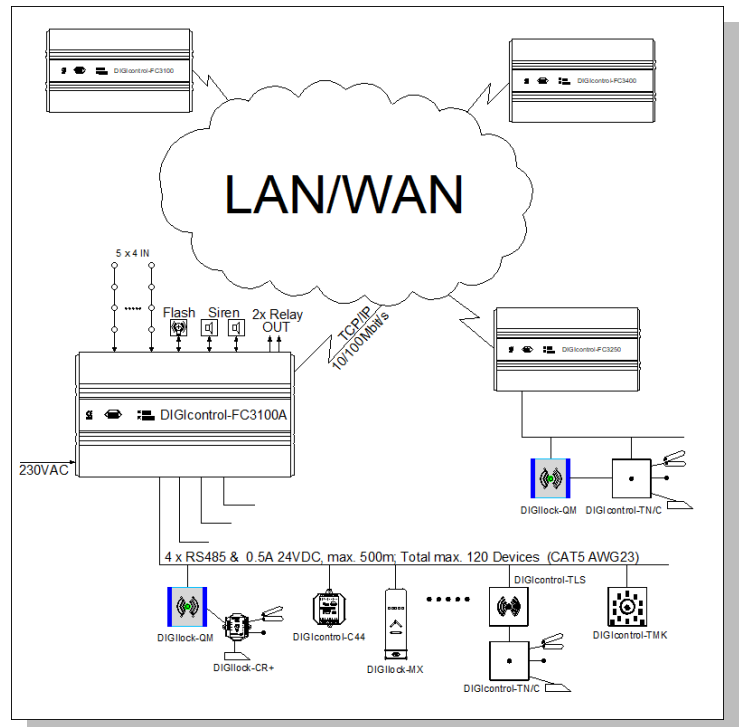 DIGIcontrol-FC3100
DIGIcontrol-FC3400
LAN/WAN
5 x 4 IN
Flash
Siren
2x Relay
OUT
TCP/IP
10/100Mbit/s
DIGIcontrol-FC3250
DIGIcontrol-FC3100A
230VAC
DIGIlock-QM
DIGIcontrol-TN/C
4 x RS485 & 0.5A 24VDC, max. 500m; Total max. 120 Devices (CAT5 AWG23)
DIGIcontrol-TLS
DIGIlock-QM
DIGIcontrol-C44
DIGIcontrol-TMK
DIGIlock-CR+
DIGIlock-MX
DIGIcontrol-TN/C